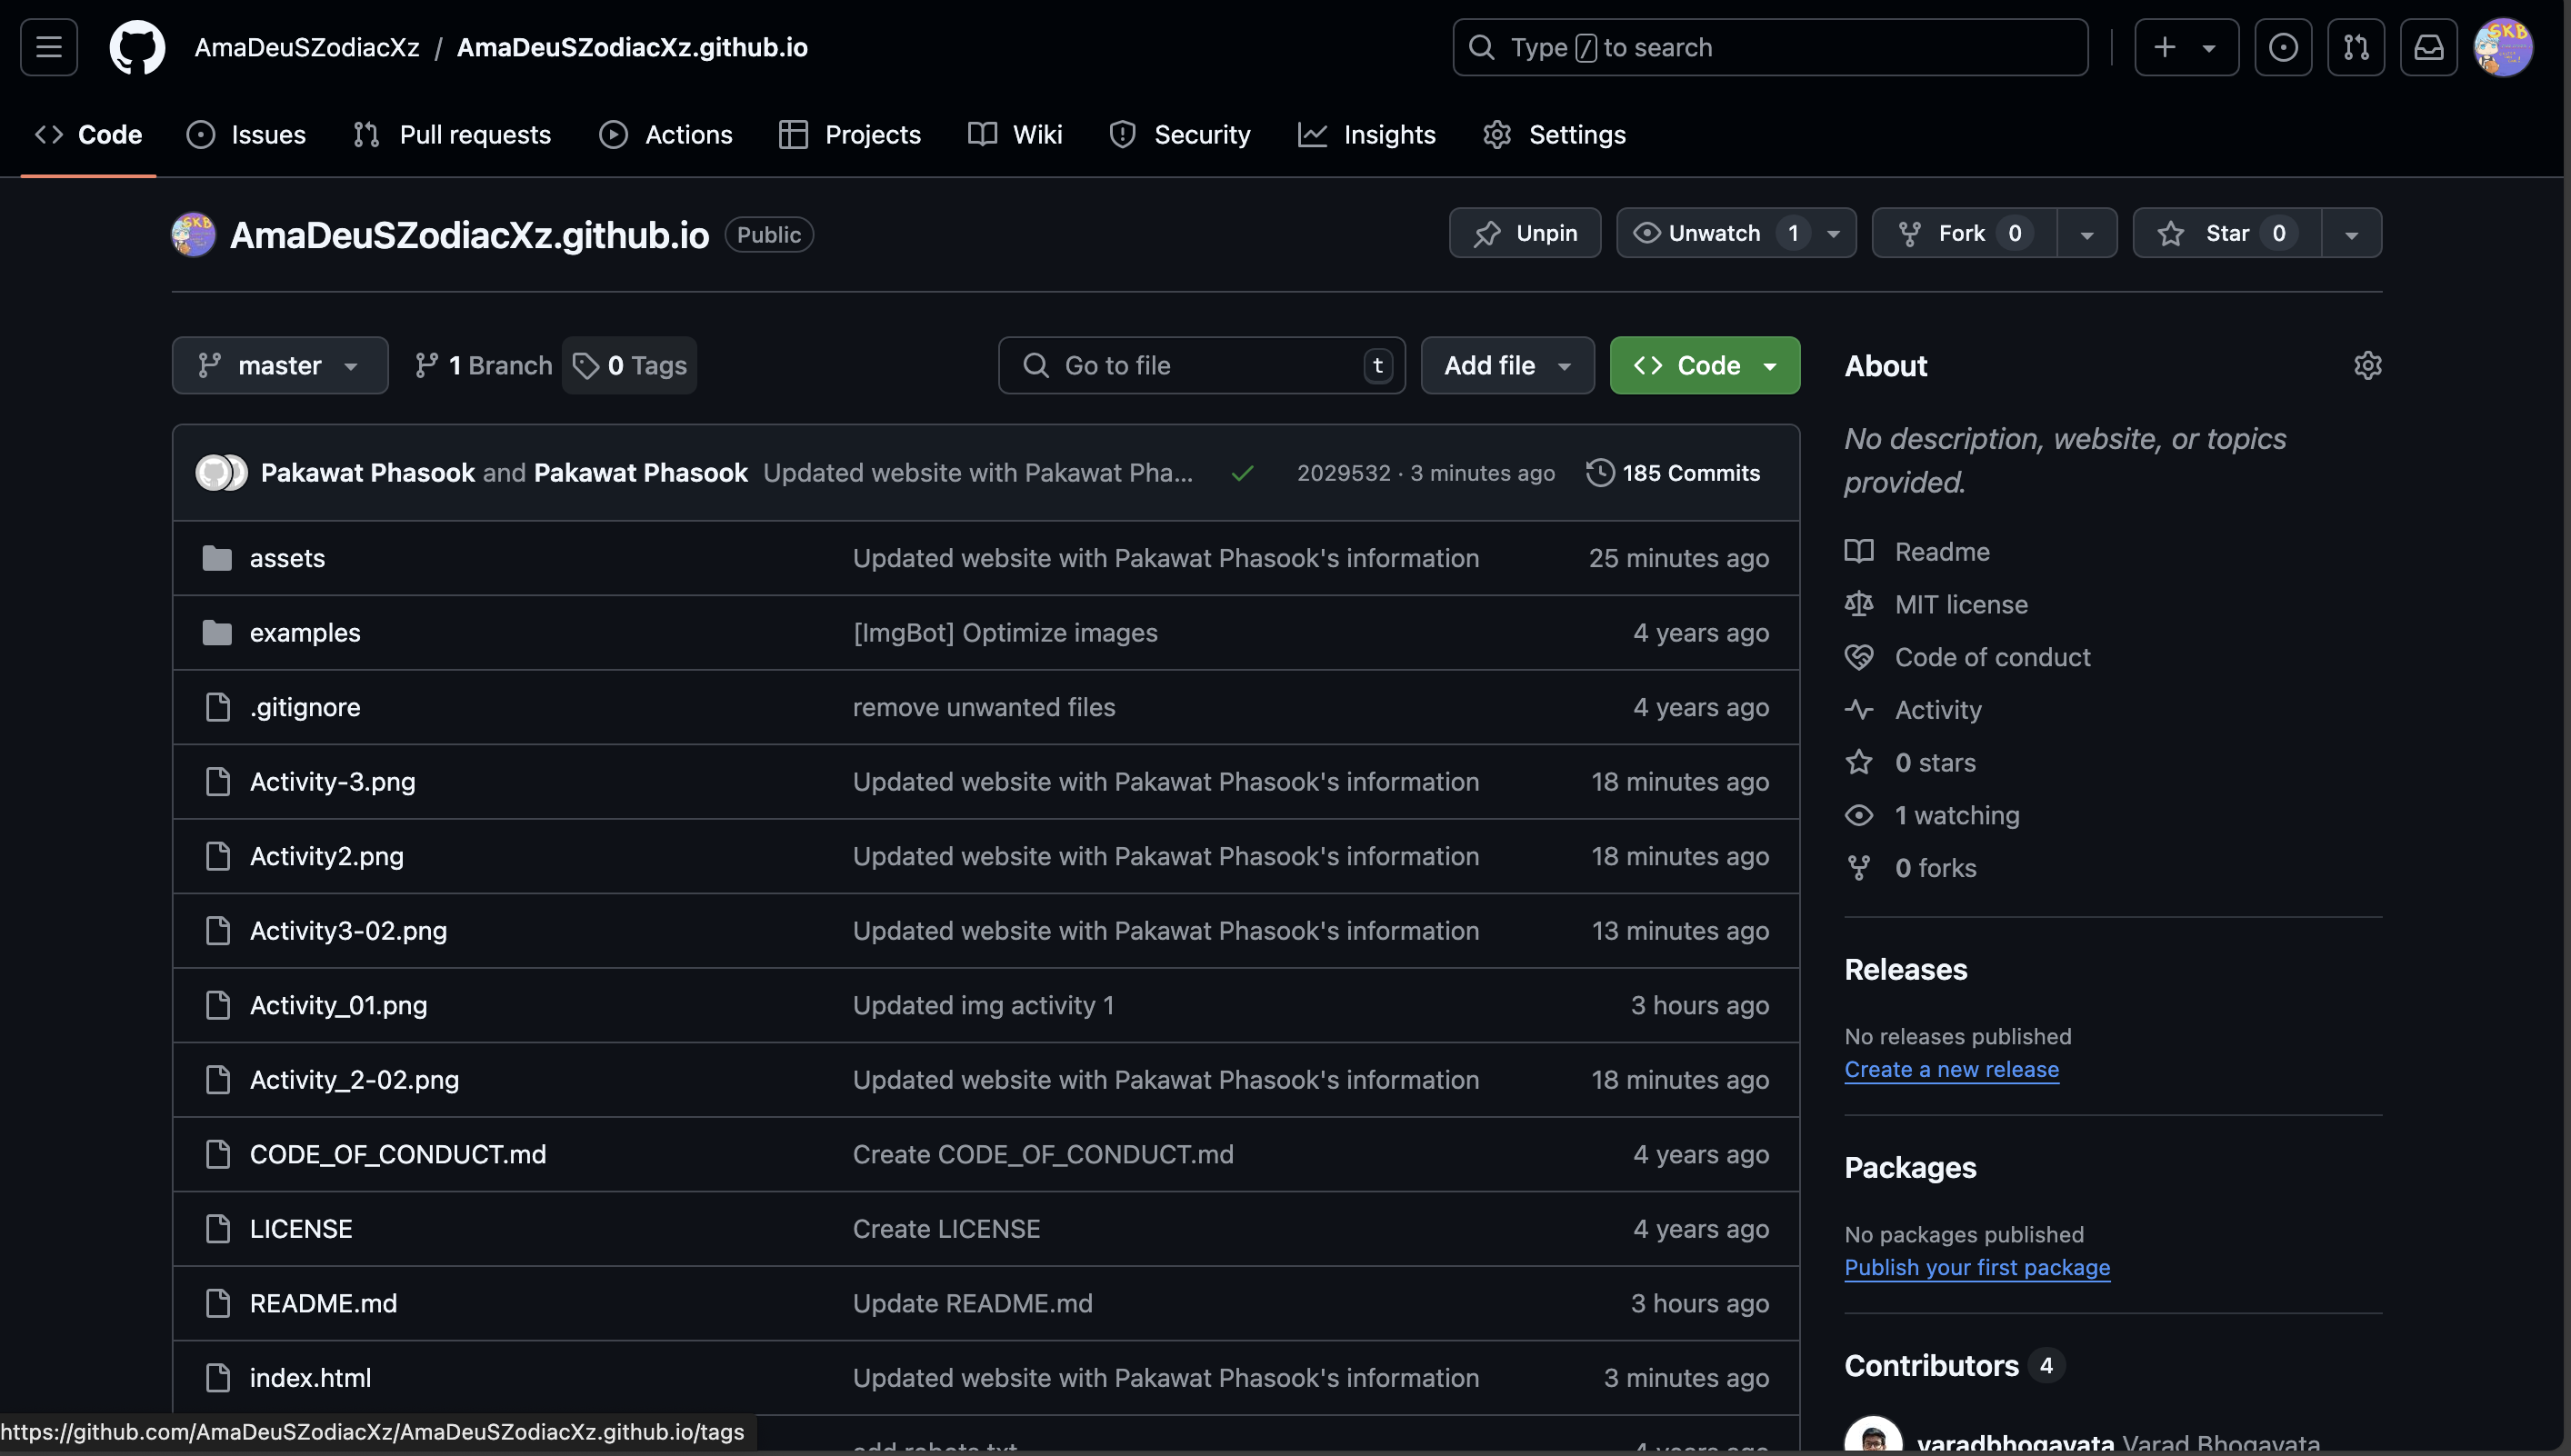 AmaDeuSZodiacXz / AmaDeuSZodiacXz.github.io
Type / to search
Code Issues Pull requests Actions Projects Wiki Security Insights Settings
AmaDeuSZodiacXz.github.io Public
Unpin Unwatch 1 Fork 0 Star 0
master 1 Branch 0 Tags
Go to file t Add file Code
Pakawat Phasook and Pakawat Phasook Updated website with Pakawat Pha... 2029532 · 3 minutes ago 185 Commits
assets Updated website with Pakawat Phasook's information 25 minutes ago
examples [ImgBot] Optimize images 4 years ago
.gitignore remove unwanted files 4 years ago
Activity-3.png Updated website with Pakawat Phasook's information 18 minutes ago
Activity2.png Updated website with Pakawat Phasook's information 18 minutes ago
Activity3-02.png Updated website with Pakawat Phasook's information 13 minutes ago
Activity_01.png Updated img activity 1 3 hours ago
Activity_2-02.png Updated website with Pakawat Phasook's information 18 minutes ago
CODE_OF_CONDUCT.md Create CODE_OF_CONDUCT.md 4 years ago
LICENSE Create LICENSE 4 years ago
README.md Update README.md 3 hours ago
index.html Updated website with Pakawat Phasook's information 3 minutes ago
add robots.txt 4 years ago
About
No description, website, or topics
provided.
Readme
MIT license
Code of conduct
Activity
0 stars
1 watching
0 forks
Releases
No releases published
Create a new release
Packages
No packages published
Publish your first package
Contributors 4
varadbhogayata Varad Bhogayata
https://github.com/AmaDeuSZodiacXz/AmaDeuSZodiacXz.github.io/tags